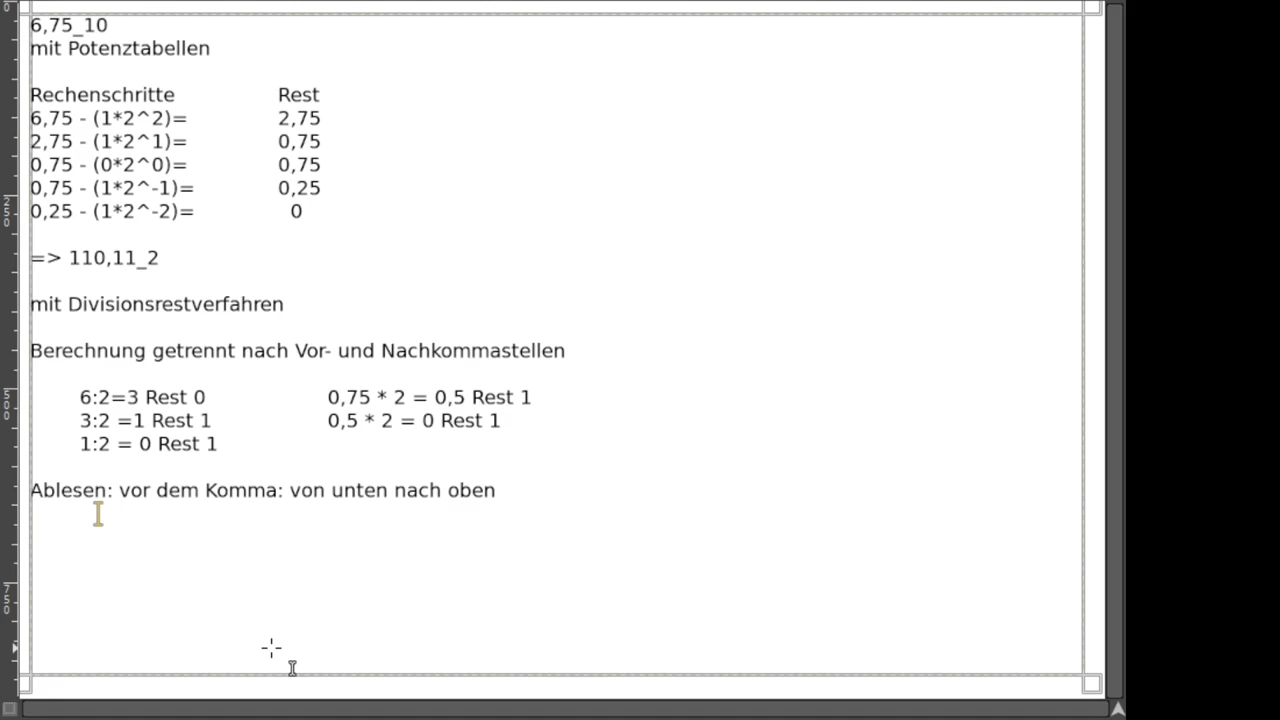 6,75_10
mit Potenztabellen
Rechenschritte Rest
6,75 - (1*2^2)= 2,75
2,75 - (1*2^1)= 0,75
0,75 - (0*2^0)= 0,75
0,75 - (1*2^-1)= 0,25
0,25 - (1*2^-2)= 0
=> 110,11_2
mit Divisionsrestverfahren
Berechnung getrennt nach Vor- und Nachkommastellen
6:2=3 Rest 0 0,75 * 2 = 0,5 Rest 1
3:2 =1 Rest 1 0,5 * 2 = 0 Rest 1
1:2 = 0 Rest 1
Ablesen: vor dem Komma: von unten nach oben
0
250
500
750